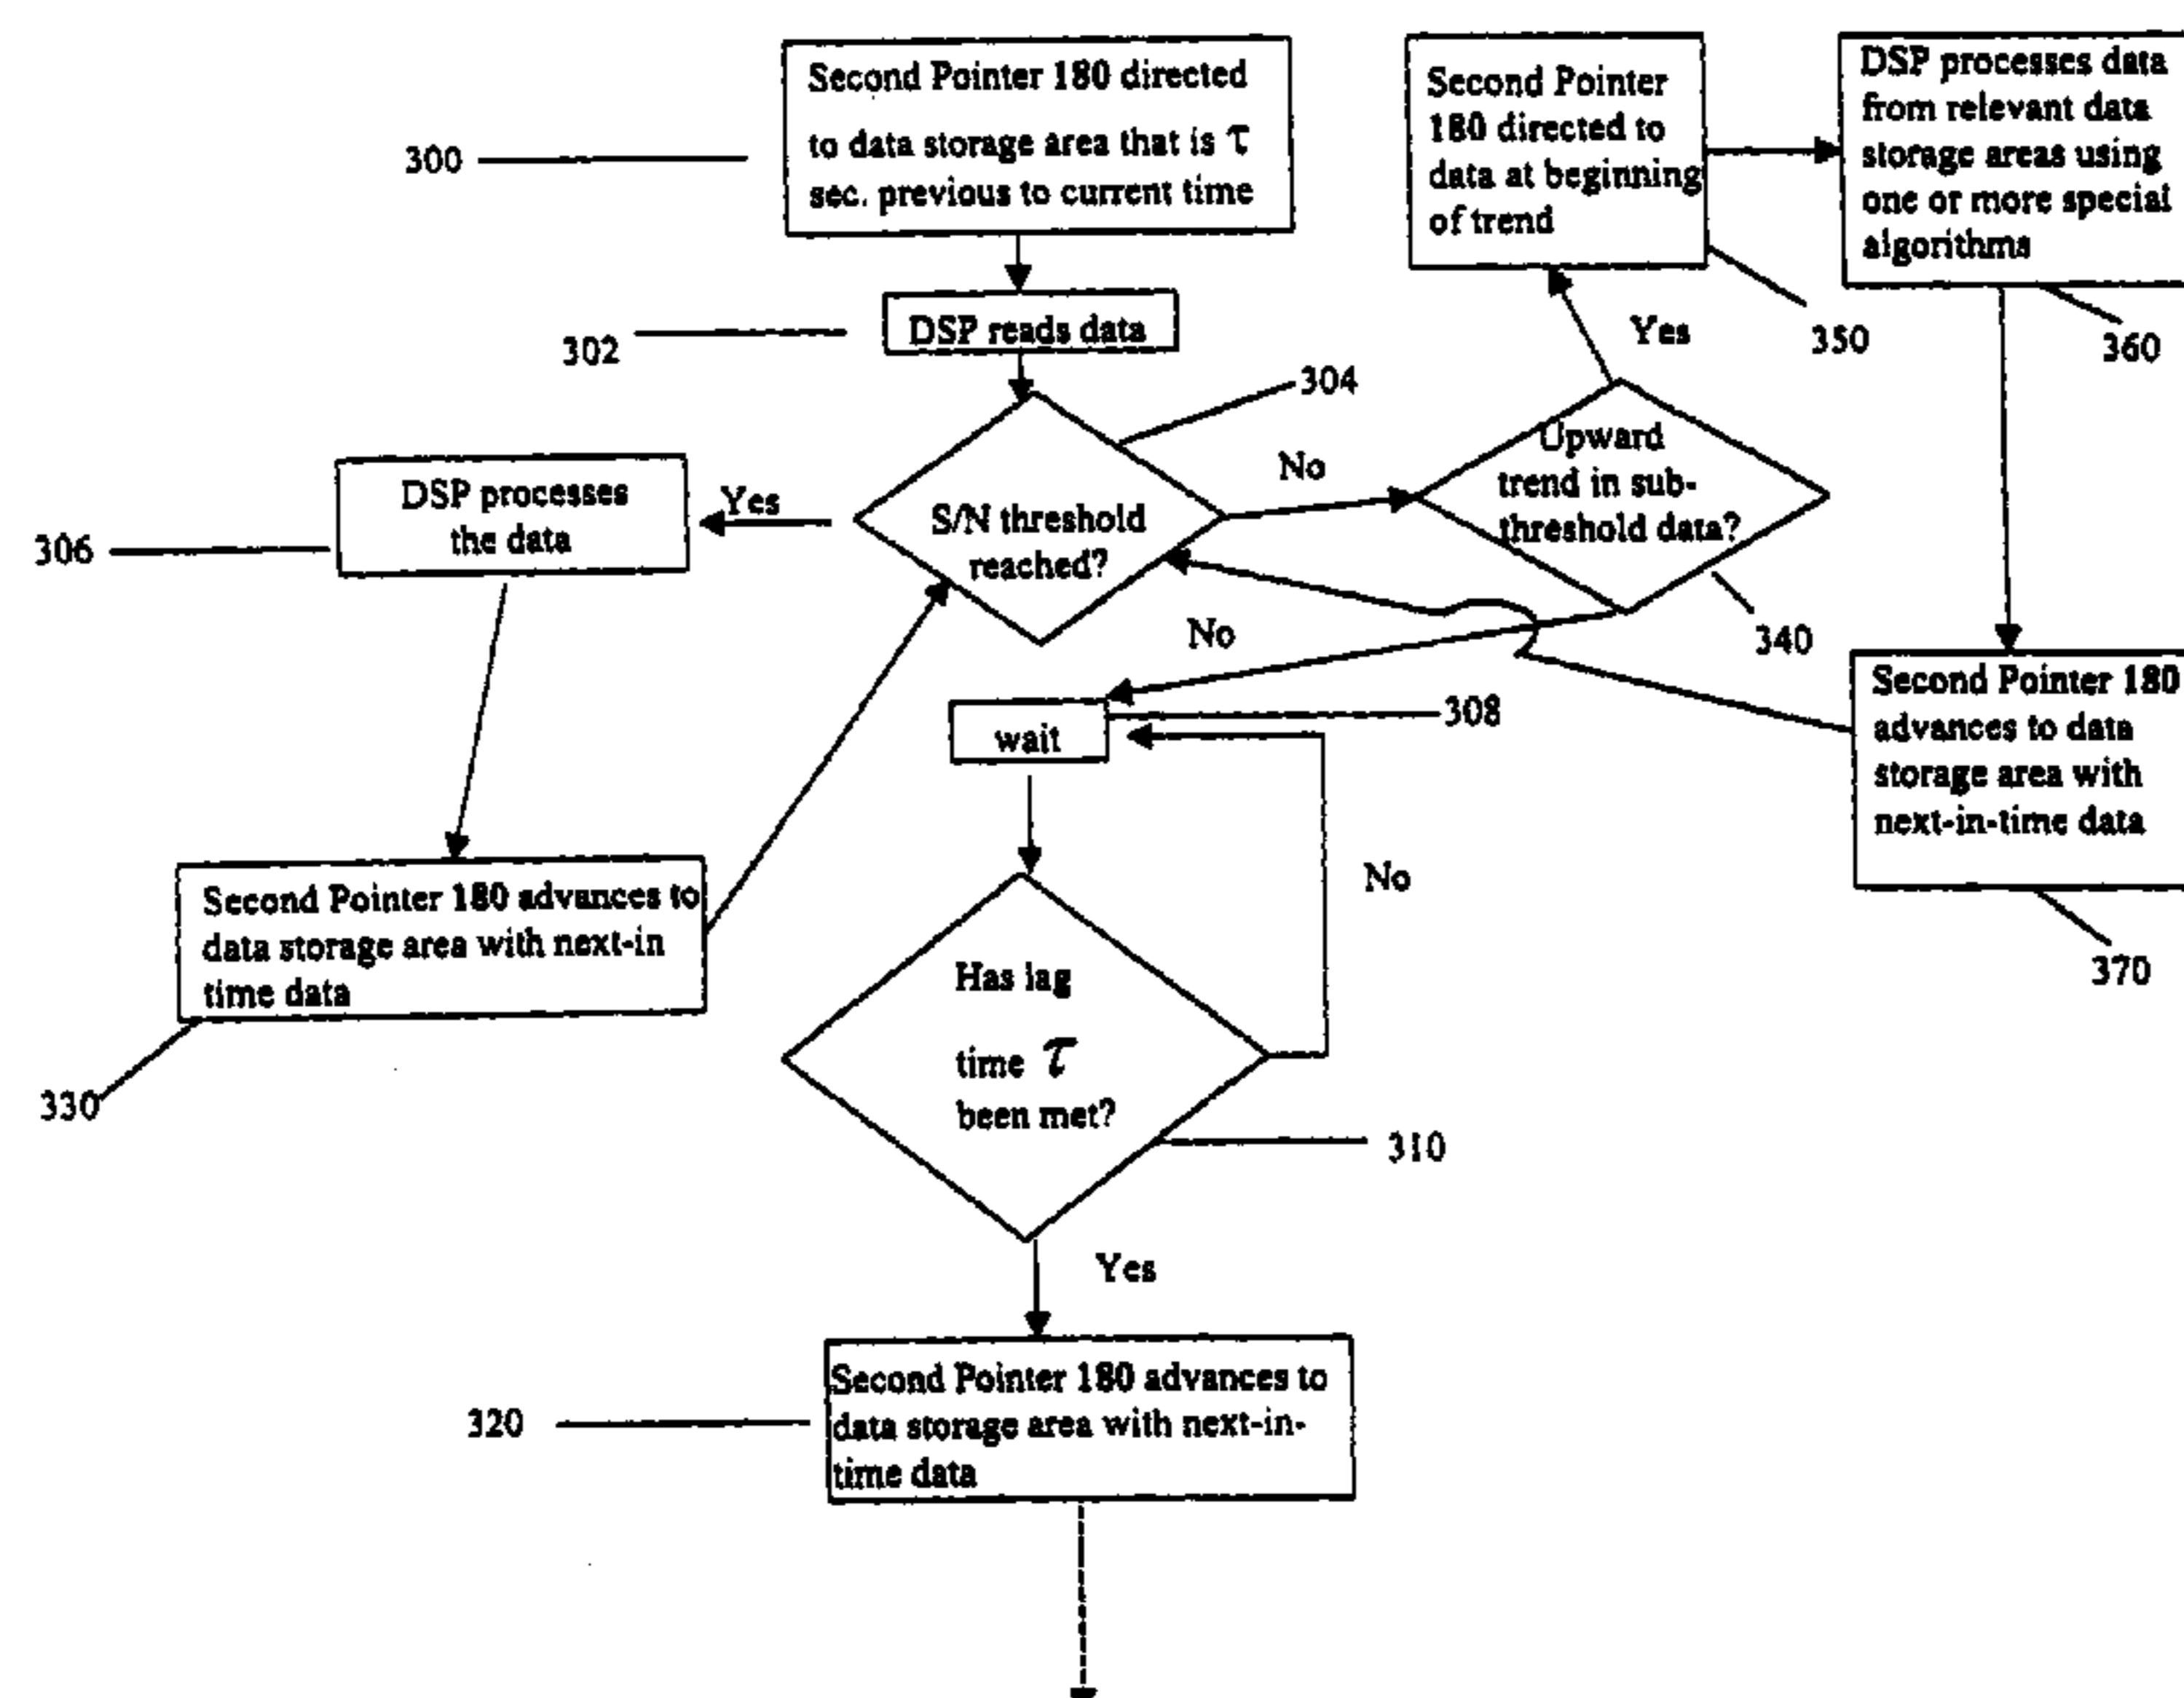 Second Pointer 180 directed
to data storage area that is τ
sec. previous to current time
300
DSP reads data
302
304
S/N threshold
reached?
Yes
No
DSP processes
the data
306
Second Pointer 180 advances to
data storage area with next-in
time data
330
Upward
trend in sub-
threshold data?
340
Yes
No
Second Pointer
180 directed to
data at beginning
of trend
350
DSP processes data
from relevant data
storage areas using
one or more special
algorithms
360
Second Pointer 180
advances to data
storage area with
next-in-time data
370
wait
308
Has lag
time τ
been met?
310
No
Yes
Second Pointer 180 advances to
data storage area with next-in-
time data
320